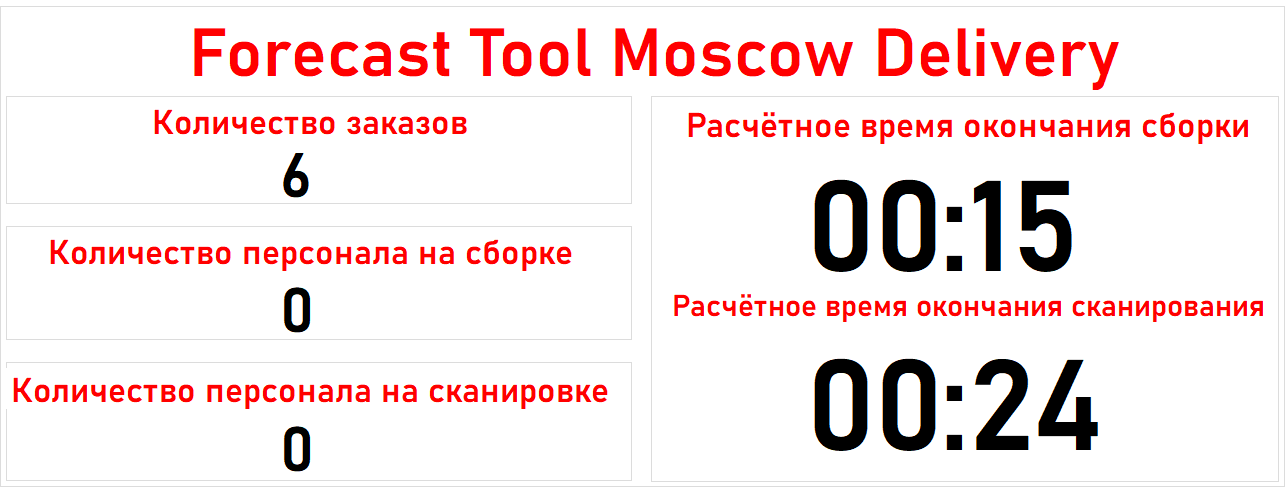 Forecast Tool Moscow Delivery
Количество заказов
6
Количество персонала на сборке
0
Количество персонала на сканировке
0
Расчётное время окончания сборки
00:15
Расчётное время окончания сканирования
00:24